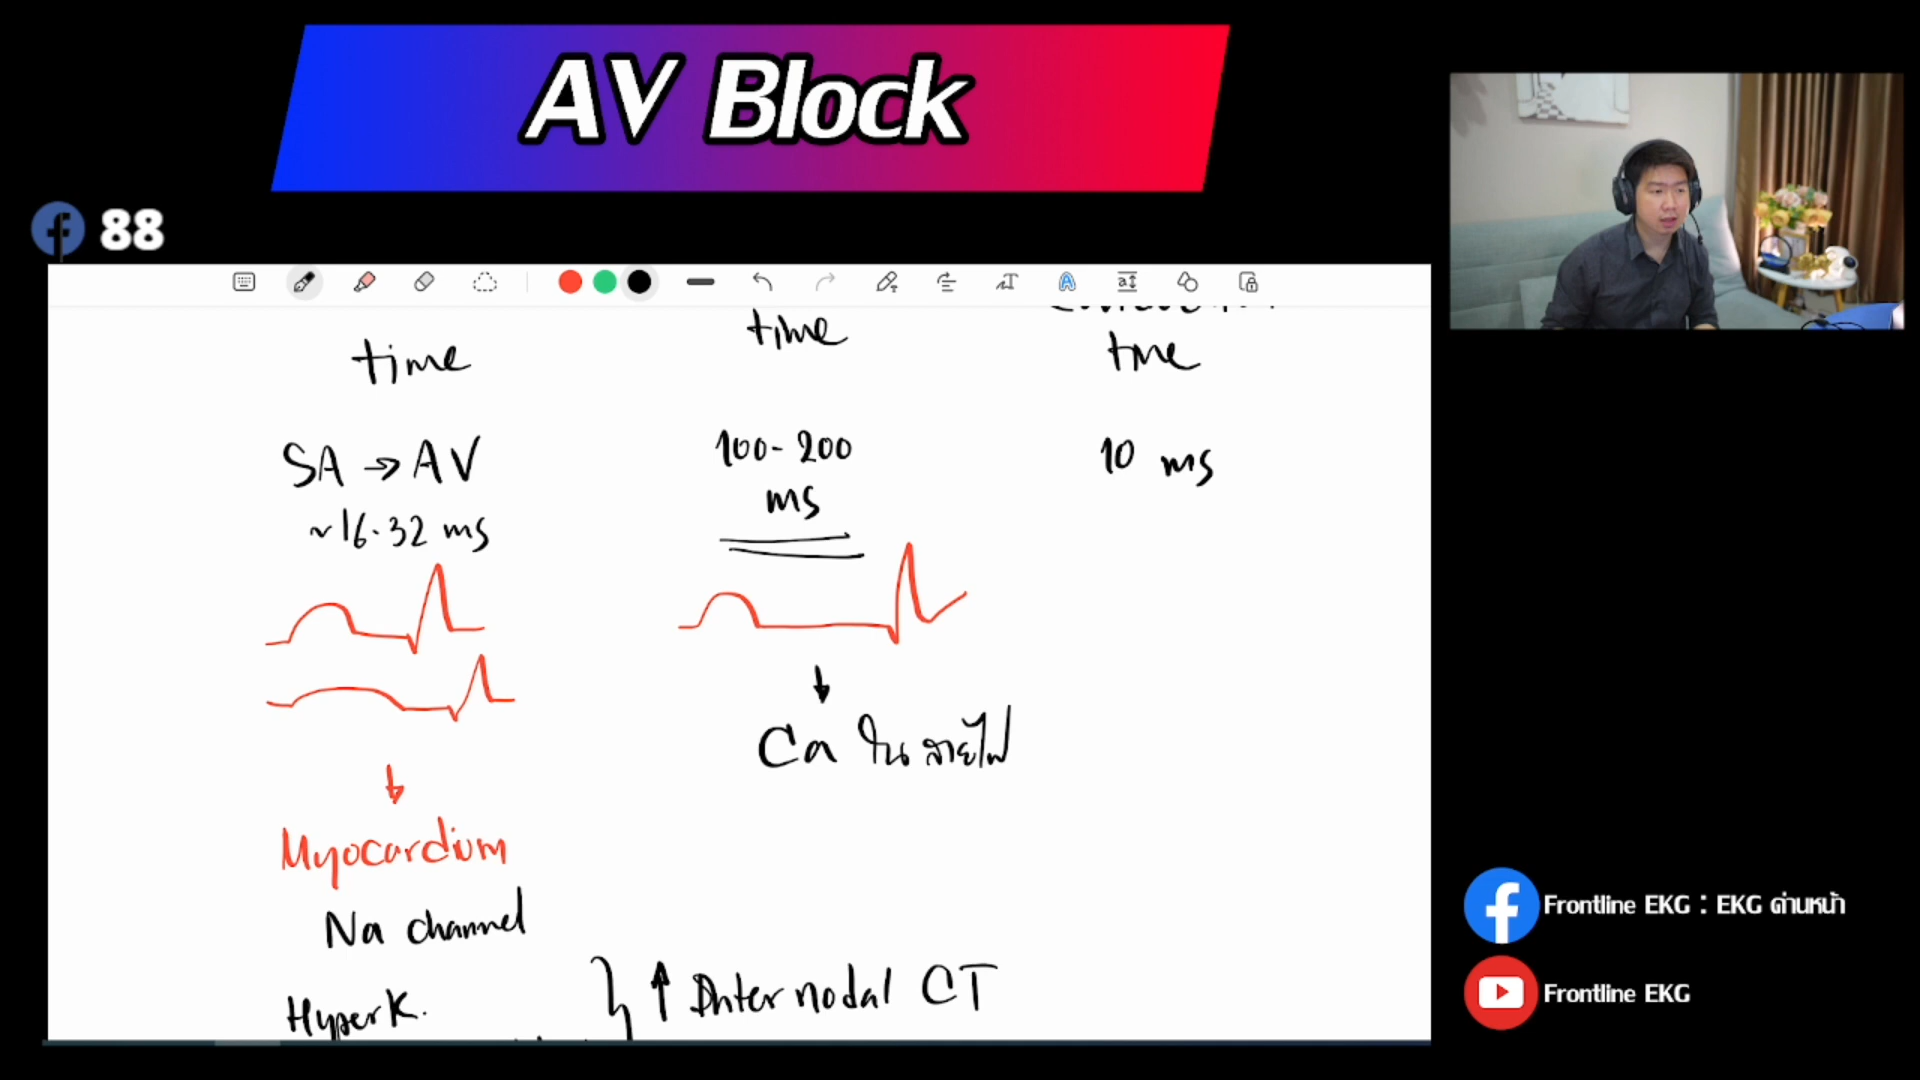 AV Block
88
time
time
tme
SA → AV
~16-32 ms
100-200
ms
10 ms
Ca ในสายไฟ
Myocardium
Na channel
HyperK.
↑ Internodal CT
Frontline EKG : EKG ด่านหน้า
Frontline EKG